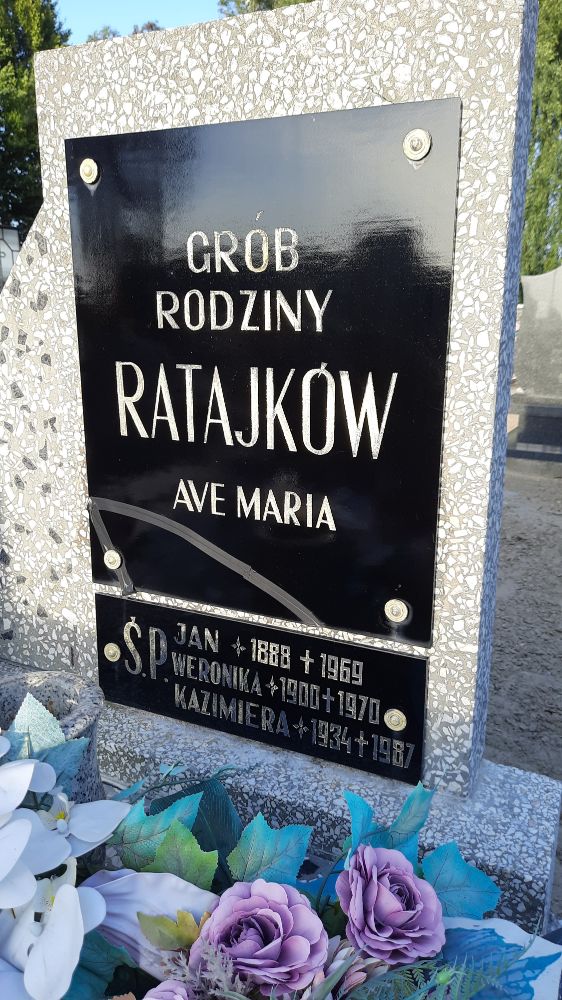 GRÓB
RODZINY
RATAJKÓW
AVE MARIA
Ś.P. JAN ✦ 1888 ✝ 1969
WERONIKA ✦ 1900 ✝ 1970
KAZIMIERA ✦ 1934 ✝ 1987